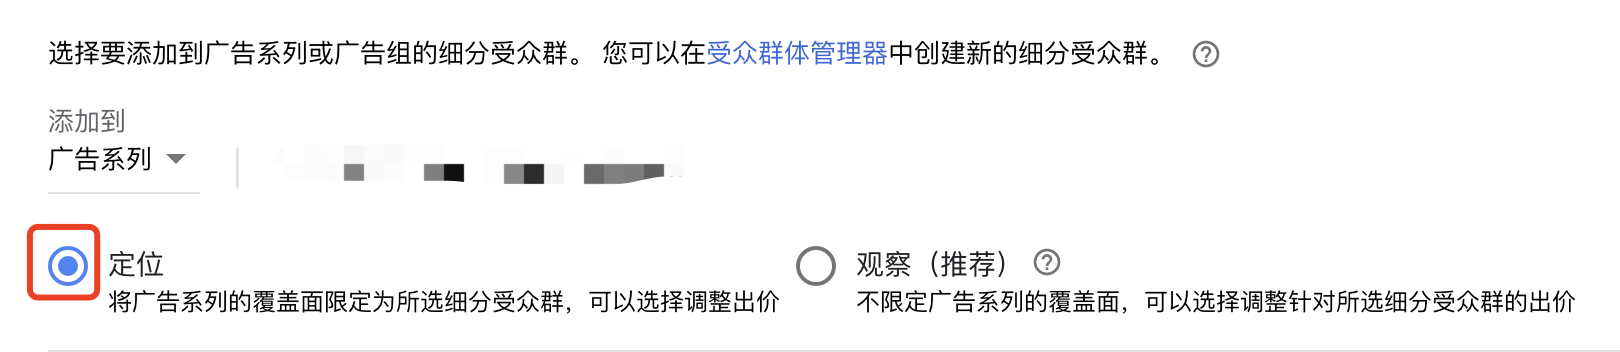 选择要添加到广告系列或广告组的细分受众群。 您可以在受众群体管理器中创建新的细分受众群。
添加到
广告系列
定位
将广告系列的覆盖面限定为所选细分受众群，可以选择调整出价
观察（推荐）
不限定广告系列的覆盖面，可以选择调整针对所选细分受众群的出价